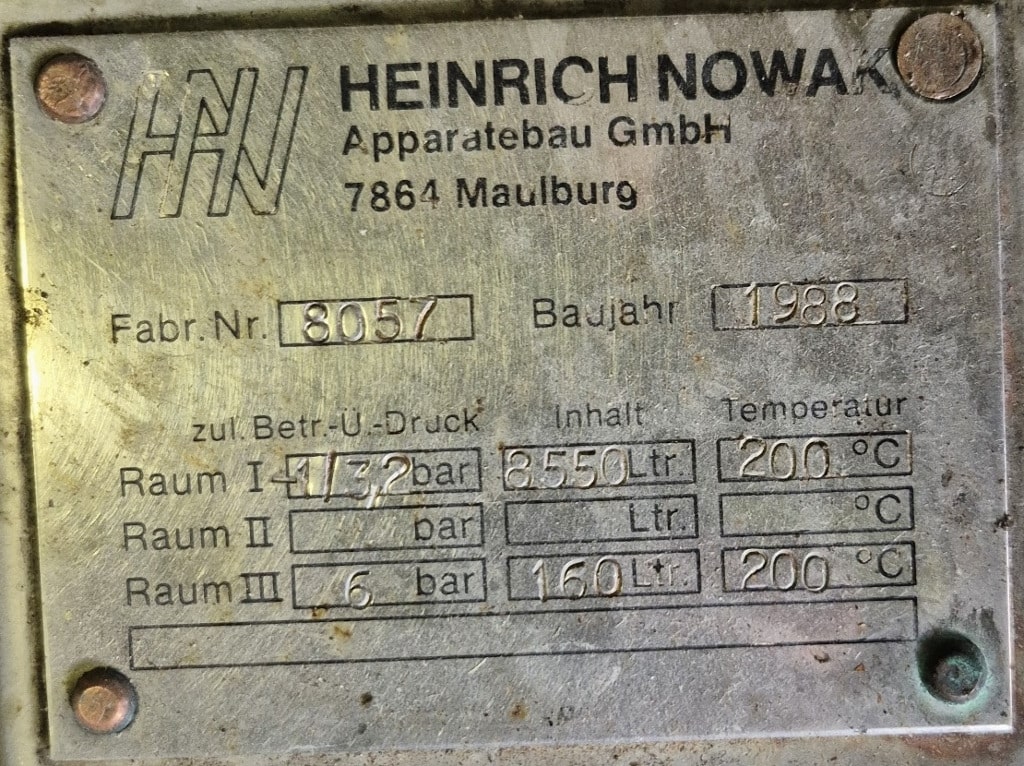 HN HEINRICH NOWAK
Apparatebau GmbH
7864 Maulburg
Fabr. Nr. 8057 Baujahr 1988
zul. Betr.-Ü.-Druck Inhalt Temperatur
Raum I -1/3,2 bar 8550 Ltr. 200 °C
Raum II bar Ltr. °C
Raum III 6 bar 160 Ltr. 200 °C